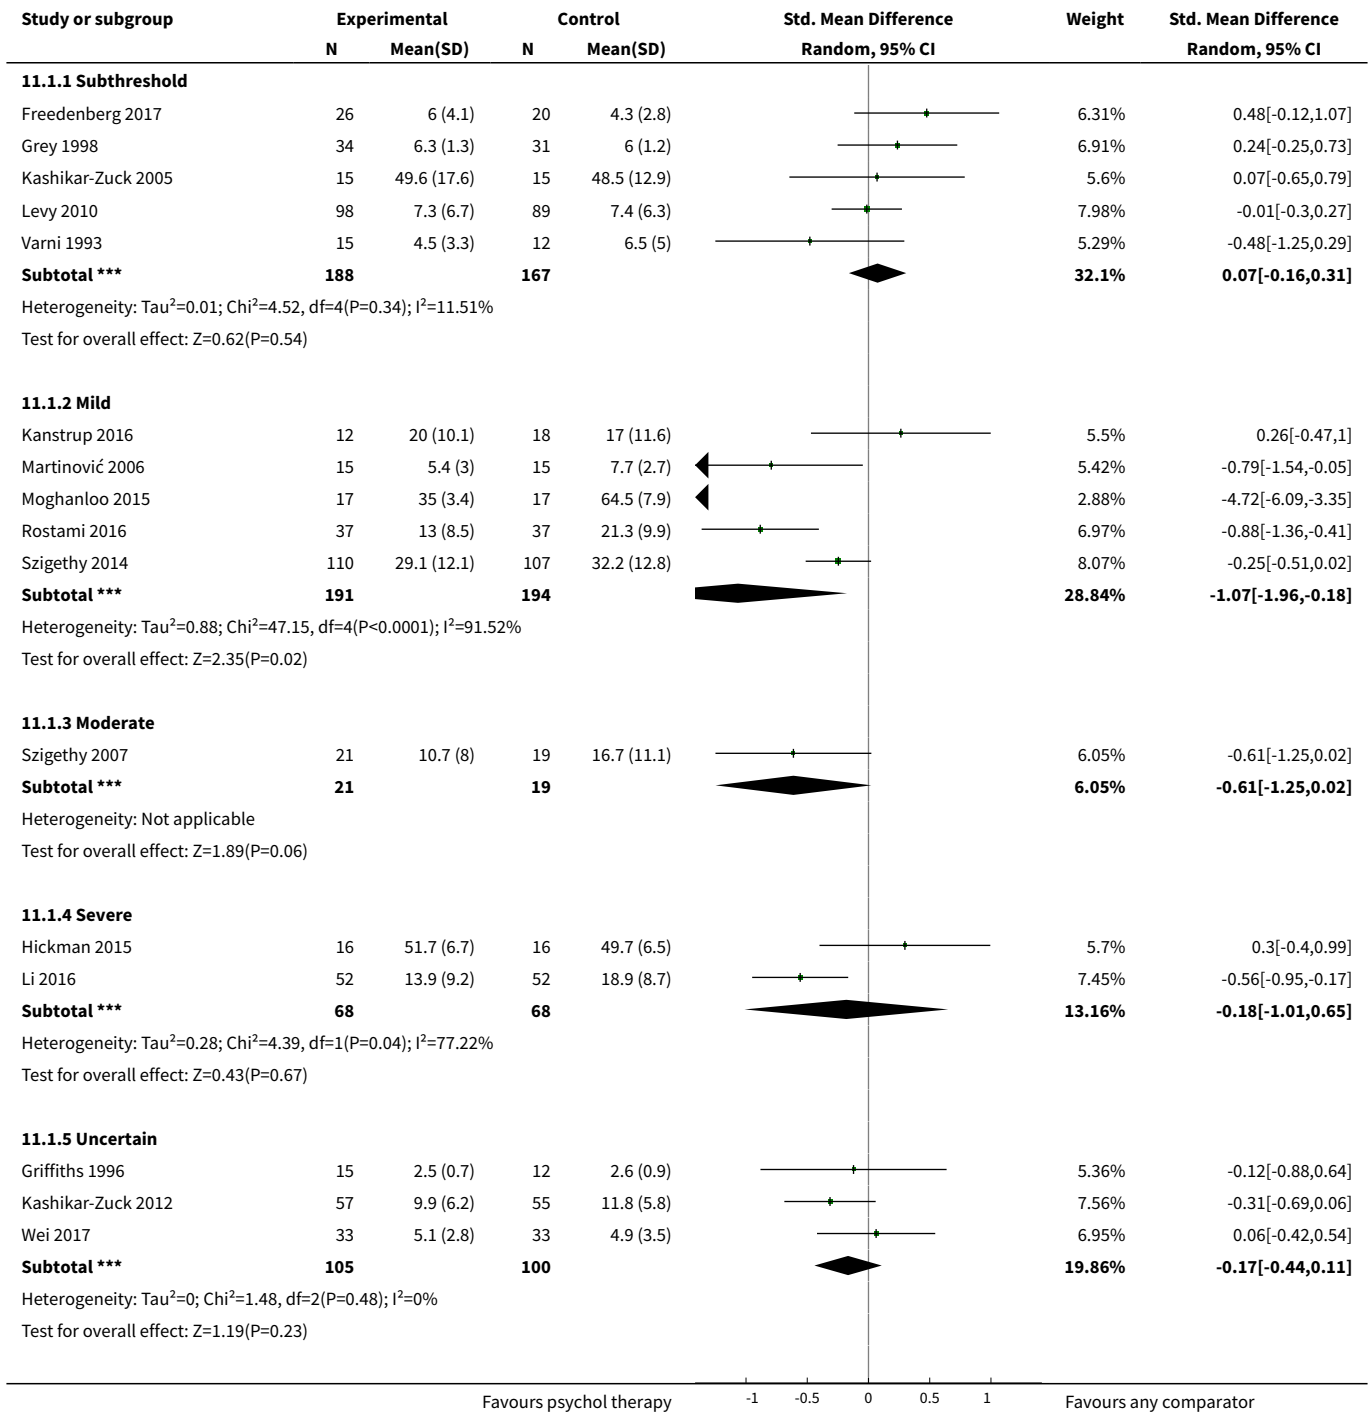 Study or subgroup Experimental Control Std. Mean Difference Weight Std. Mean Difference
N Mean(SD) N Mean(SD) Random, 95% CI Random, 95% CI
11.1.1 Subthreshold
Freedenberg 2017 26 6 (4.1) 20 4.3 (2.8) 6.31% 0.48[-0.12,1.07]
Grey 1998 34 6.3 (1.3) 31 6 (1.2) 6.91% 0.24[-0.25,0.73]
Kashikar-Zuck 2005 15 49.6 (17.6) 15 48.5 (12.9) 5.6% 0.07[-0.65,0.79]
Levy 2010 98 7.3 (6.7) 89 7.4 (6.3) 7.98% -0.01[-0.3,0.27]
Varni 1993 15 4.5 (3.3) 12 6.5 (5) 5.29% -0.48[-1.25,0.29]
Subtotal *** 188 167 32.1% 0.07[-0.16,0.31]
Heterogeneity: Tau²=0.01; Chi²=4.52, df=4(P=0.34); I²=11.51%
Test for overall effect: Z=0.62(P=0.54)
11.1.2 Mild
Kanstrup 2016 12 20 (10.1) 18 17 (11.6) 5.5% 0.26[-0.47,1]
Martinović 2006 15 5.4 (3) 15 7.7 (2.7) 5.42% -0.79[-1.54,-0.05]
Moghanloo 2015 17 35 (3.4) 17 64.5 (7.9) 2.88% -4.72[-6.09,-3.35]
Rostami 2016 37 13 (8.5) 37 21.3 (9.9) 6.97% -0.88[-1.36,-0.41]
Szigethy 2014 110 29.1 (12.1) 107 32.2 (12.8) 8.07% -0.25[-0.51,0.02]
Subtotal *** 191 194 28.84% -1.07[-1.96,-0.18]
Heterogeneity: Tau²=0.88; Chi²=47.15, df=4(P<0.0001); I²=91.52%
Test for overall effect: Z=2.35(P=0.02)
11.1.3 Moderate
Szigethy 2007 21 10.7 (8) 19 16.7 (11.1) 6.05% -0.61[-1.25,0.02]
Subtotal *** 21 19 6.05% -0.61[-1.25,0.02]
Heterogeneity: Not applicable
Test for overall effect: Z=1.89(P=0.06)
11.1.4 Severe
Hickman 2015 16 51.7 (6.7) 16 49.7 (6.5) 5.7% 0.3[-0.4,0.99]
Li 2016 52 13.9 (9.2) 52 18.9 (8.7) 7.45% -0.56[-0.95,-0.17]
Subtotal *** 68 68 13.16% -0.18[-1.01,0.65]
Heterogeneity: Tau²=0.28; Chi²=4.39, df=1(P=0.04); I²=77.22%
Test for overall effect: Z=0.43(P=0.67)
11.1.5 Uncertain
Griffiths 1996 15 2.5 (0.7) 12 2.6 (0.9) 5.36% -0.12[-0.88,0.64]
Kashikar-Zuck 2012 57 9.9 (6.2) 55 11.8 (5.8) 7.56% -0.31[-0.69,0.06]
Wei 2017 33 5.1 (2.8) 33 4.9 (3.5) 6.95% 0.06[-0.42,0.54]
Subtotal *** 105 100 19.86% -0.17[-0.44,0.11]
Heterogeneity: Tau²=0; Chi²=1.48, df=2(P=0.48); I²=0%
Test for overall effect: Z=1.19(P=0.23)
Favours psychol therapy -1 -0.5 0 0.5 1 Favours any comparator